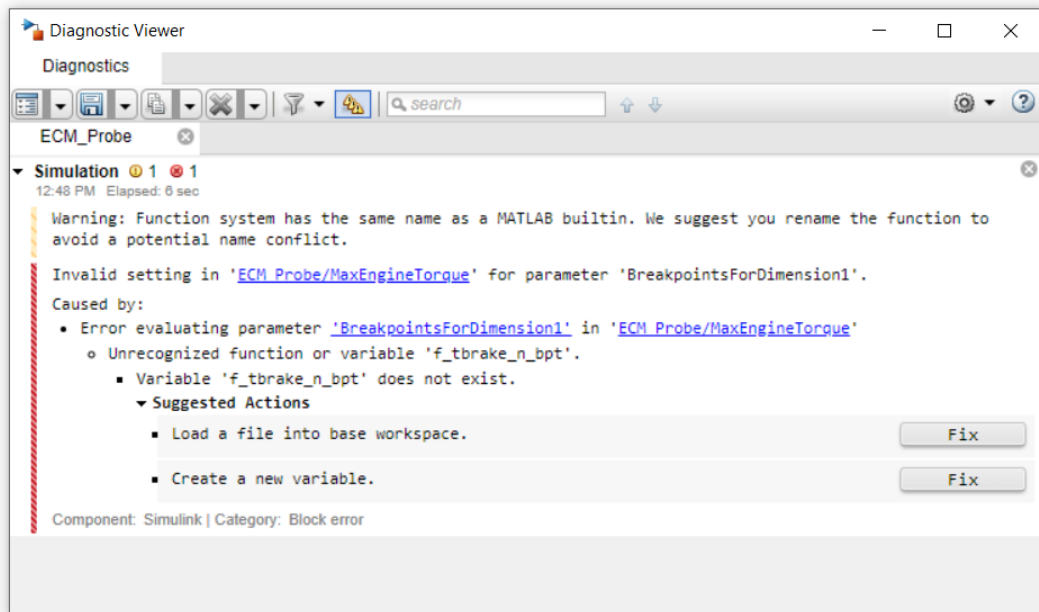 Diagnostic Viewer
Diagnostics
search
ECM_Probe
Simulation 1 1
12:48 PM Elapsed: 6 sec
Warning: Function system has the same name as a MATLAB builtin. We suggest you rename the function to
avoid a potential name conflict.
Invalid setting in 'ECM_Probe/MaxEngineTorque' for parameter 'BreakpointsForDimension1'.
Caused by:
• Error evaluating parameter 'BreakpointsForDimension1' in 'ECM_Probe/MaxEngineTorque'
Unrecognized function or variable 'f_tbrake_n_bpt'.
Variable 'f_tbrake_n_bpt' does not exist.
Suggested Actions
Load a file into base workspace. Fix
Create a new variable. Fix
Component: Simulink | Category: Block error